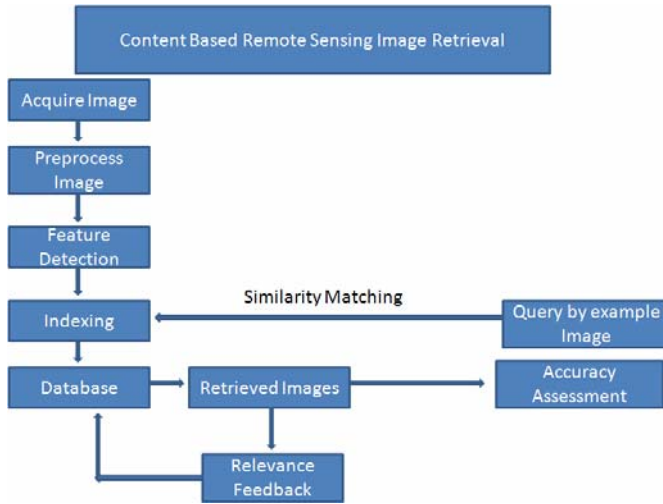 Content Based Remote Sensing Image Retrieval
Acquire Image
Preprocess
Image
Feature
Detection
Similarity Matching
Indexing
Query by example
Image
Database
Retrieved Images
Accuracy
Assessment
Relevance
Feedback